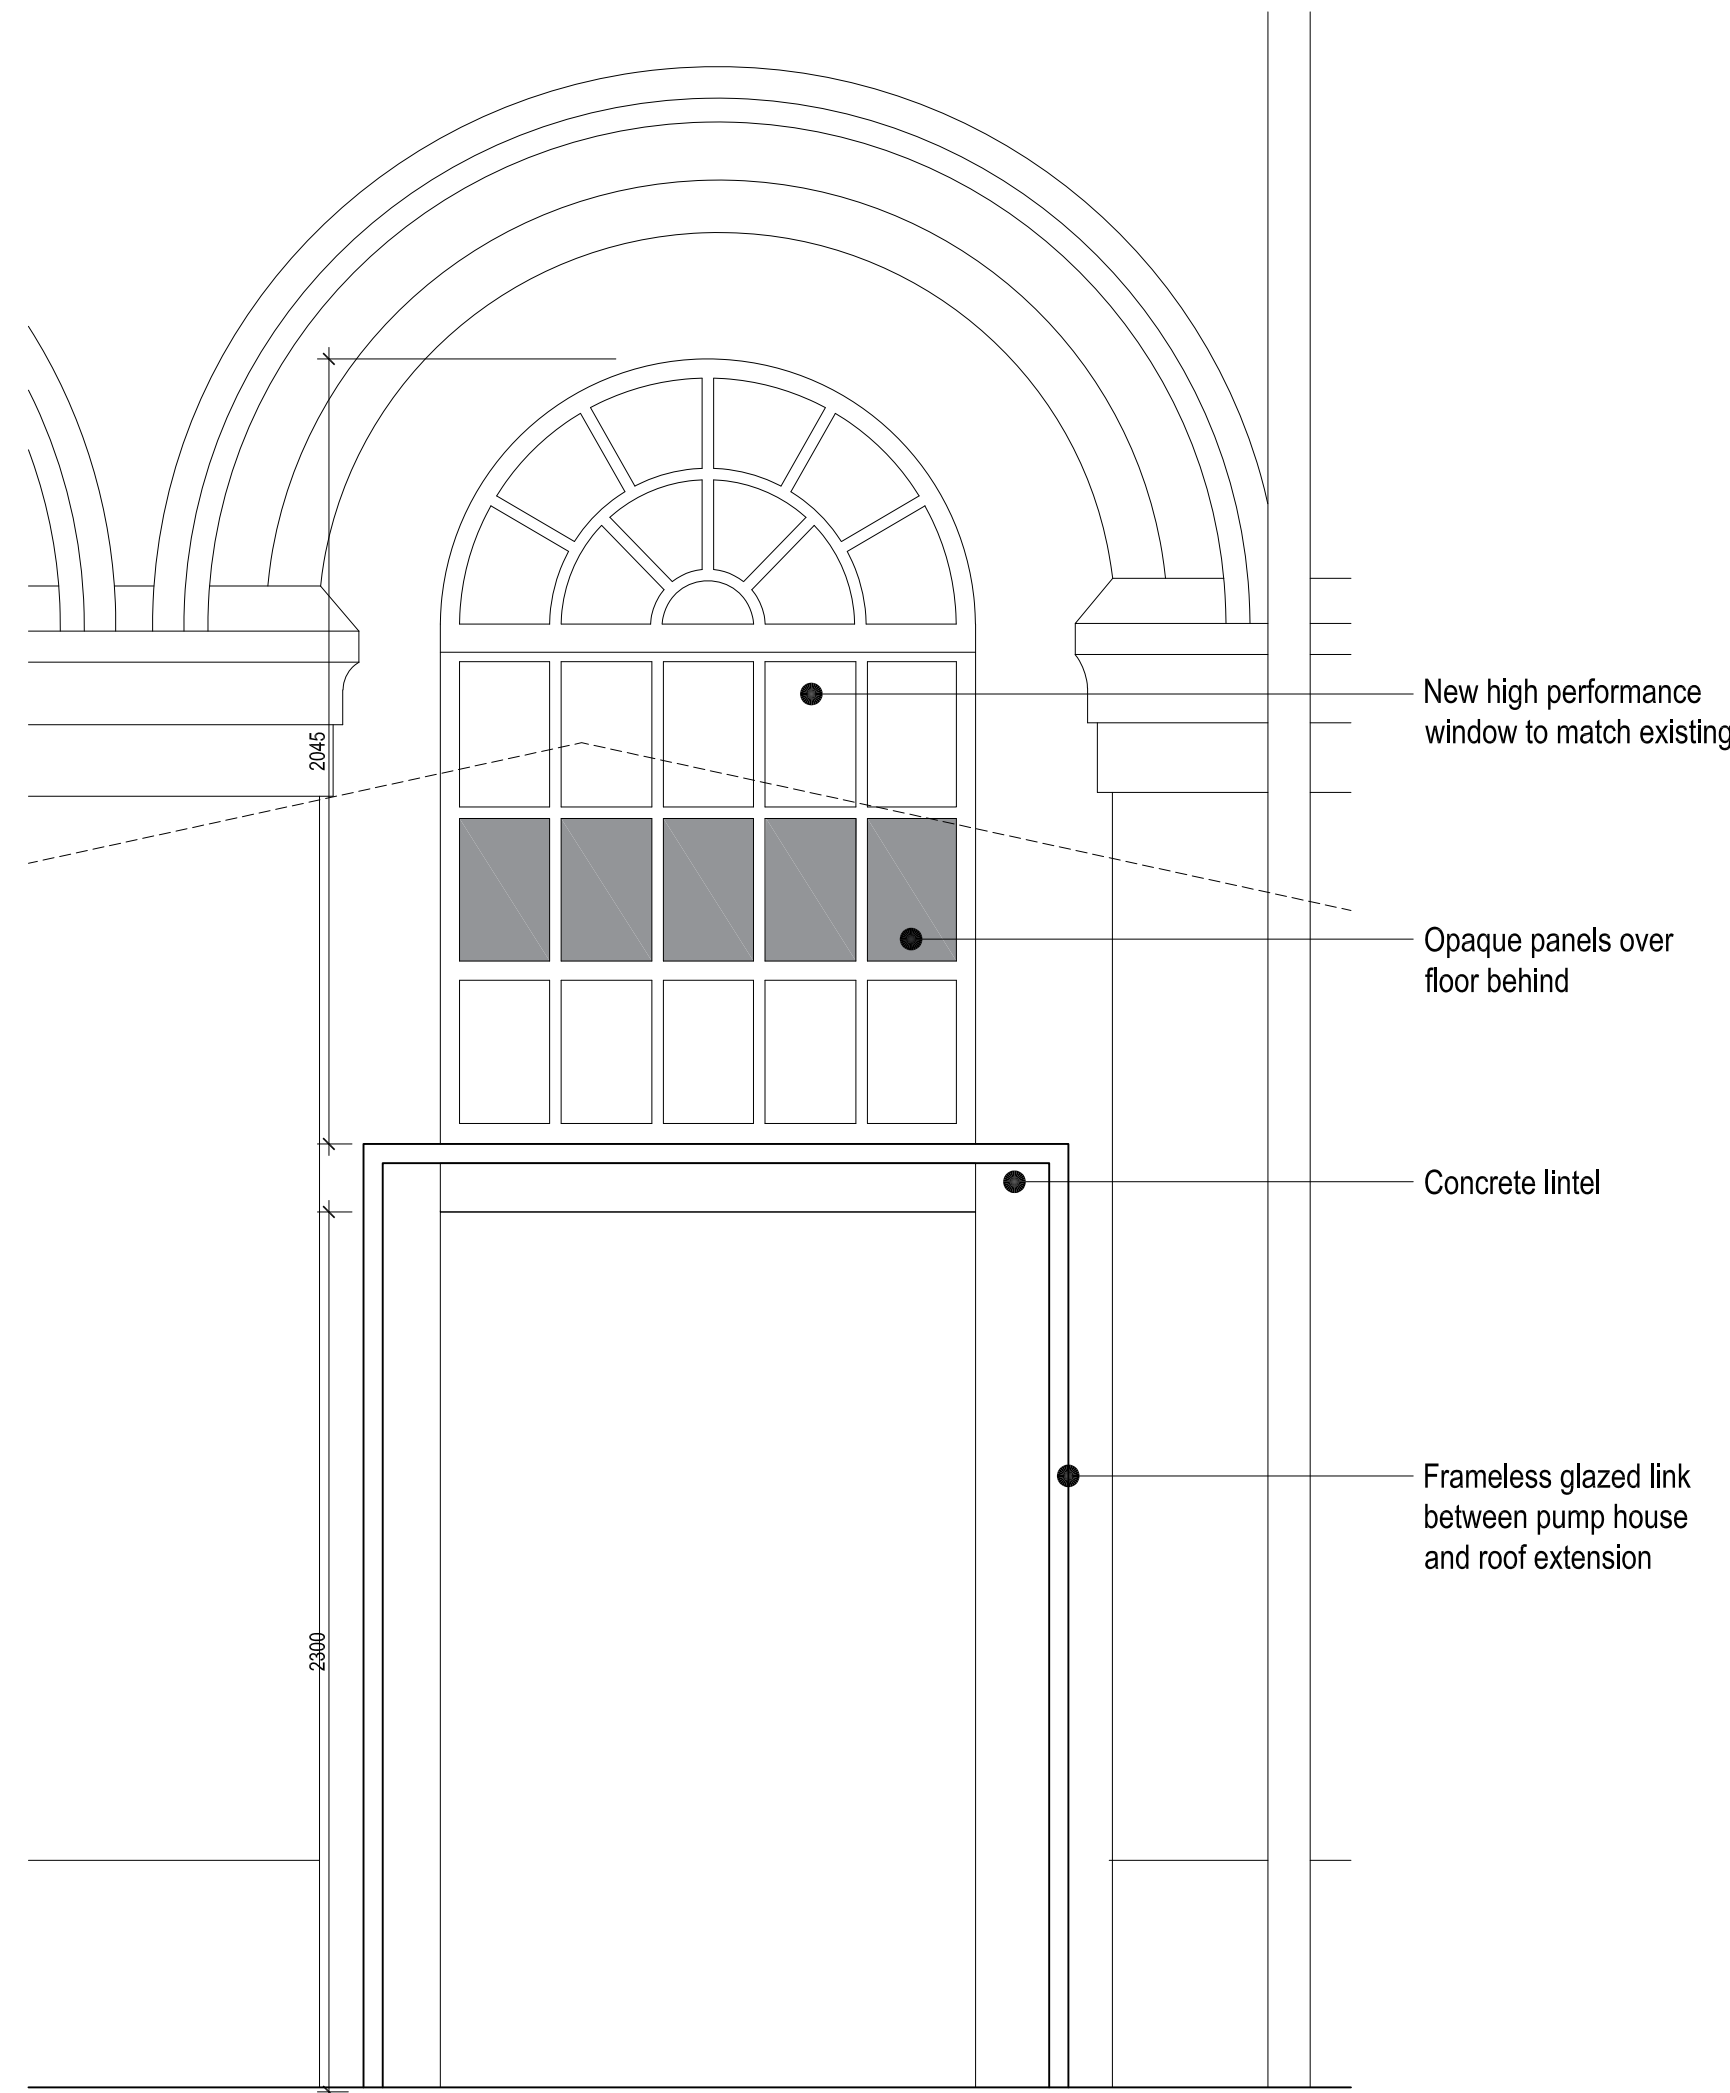 New high performance
window to match existing
2045
Opaque panels over
floor behind
Concrete lintel
Frameless glazed link
between pump house
and roof extension
2300